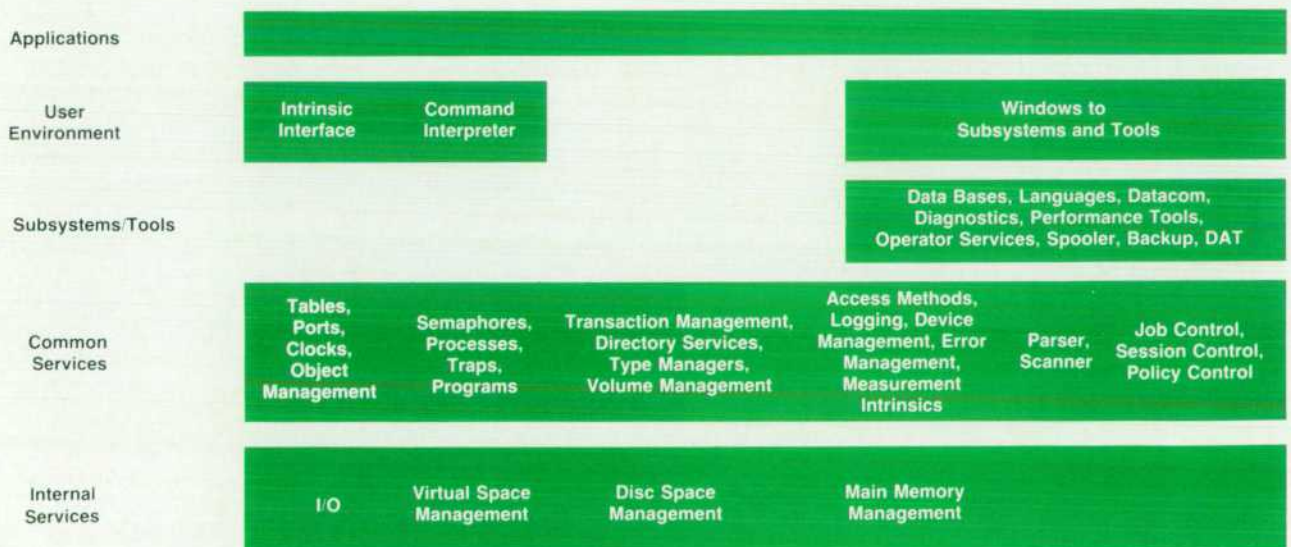 Applications
User
Environment
Intrinsic
Interface
Command
Interpreter
Windows to
Subsystems and Tools
Subsystems/Tools
Data Bases, Languages, Datacom,
Diagnostics, Performance Tools,
Operator Services, Spooler, Backup, DAT
Common
Services
Tables,
Ports,
Clocks,
Object
Management
Semaphores,
Processes,
Traps,
Programs
Transaction Management,
Directory Services,
Type Managers,
Volume Management
Access Methods,
Logging, Device
Management, Error
Management,
Measurement
Intrinsics
Parser,
Scanner
Job Control,
Session Control,
Policy Control
Internal
Services
I/O
Virtual Space
Management
Disc Space
Management
Main Memory
Management